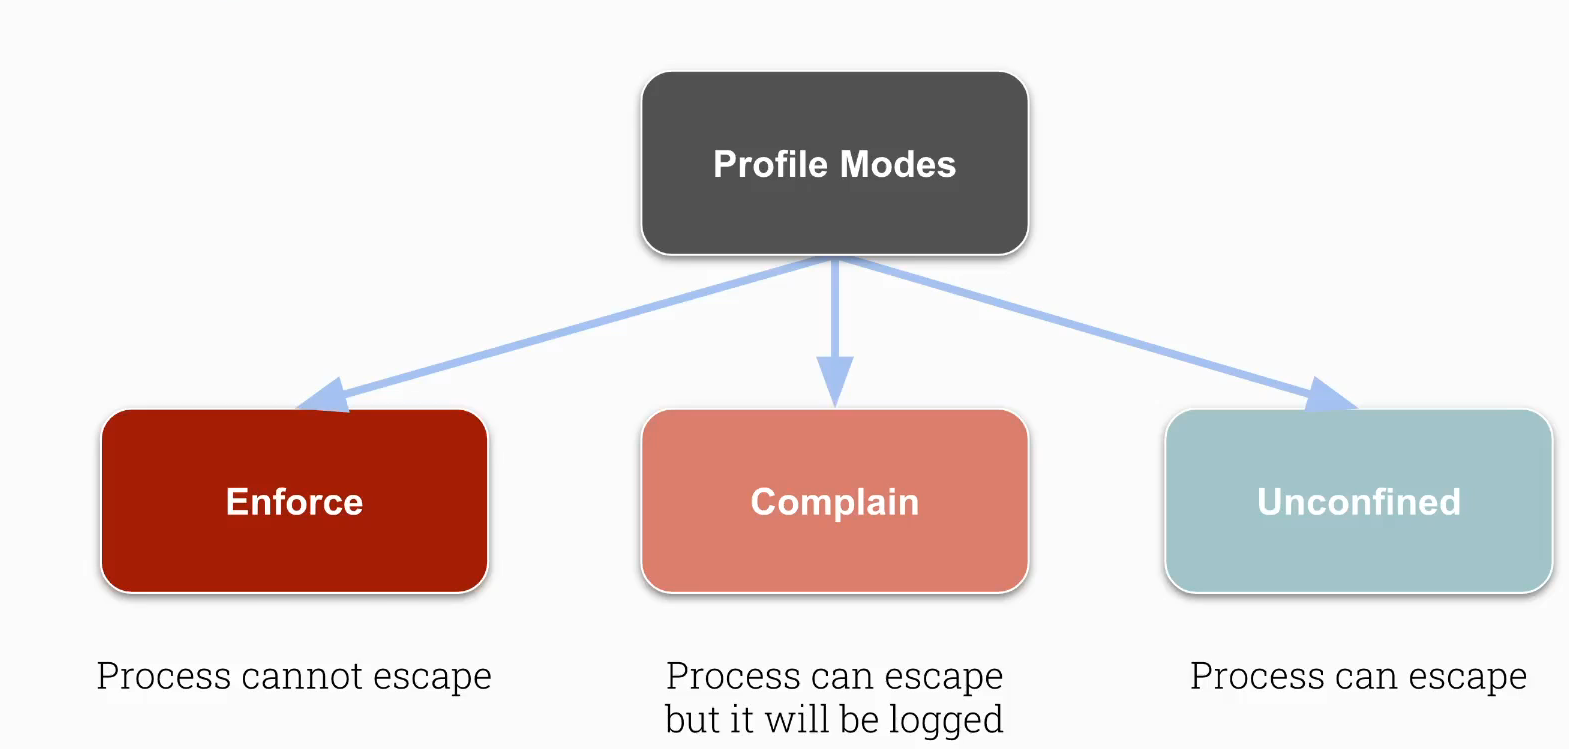 Profile Modes
Enforce
Complain
Unconfined
Process cannot escape
Process can escape
but it will be logged
Process can escape